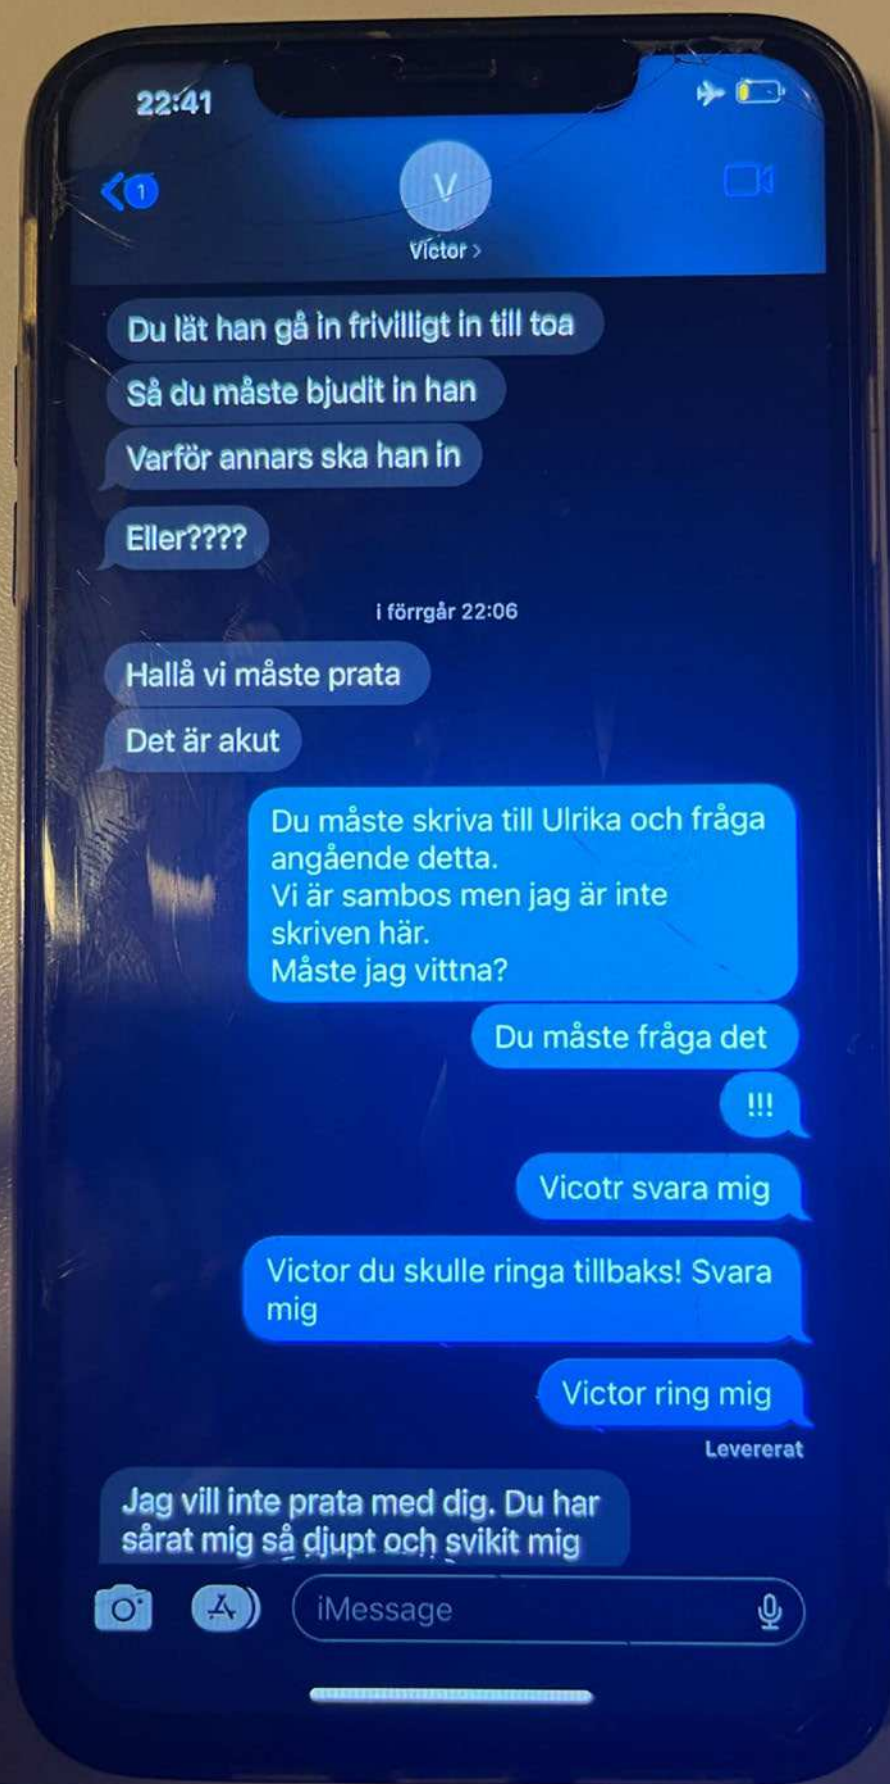 22:41
1
V
Victor
Du lät han gå in frivilligt in till toa
Så du måste bjudit in han
Varför annars ska han in
Eller????
i förrgår 22:06
Hallå vi måste prata
Det är akut
Du måste skriva till Ulrika och fråga
angående detta.
Vi är sambos men jag är inte
skriven här.
Måste jag vittna?
Du måste fråga det
!!!
Vicotr svara mig
Victor du skulle ringa tillbaks! Svara
mig
Victor ring mig
Levererat
Jag vill inte prata med dig. Du har
sårat mig så djupt och svikit mig
iMessage